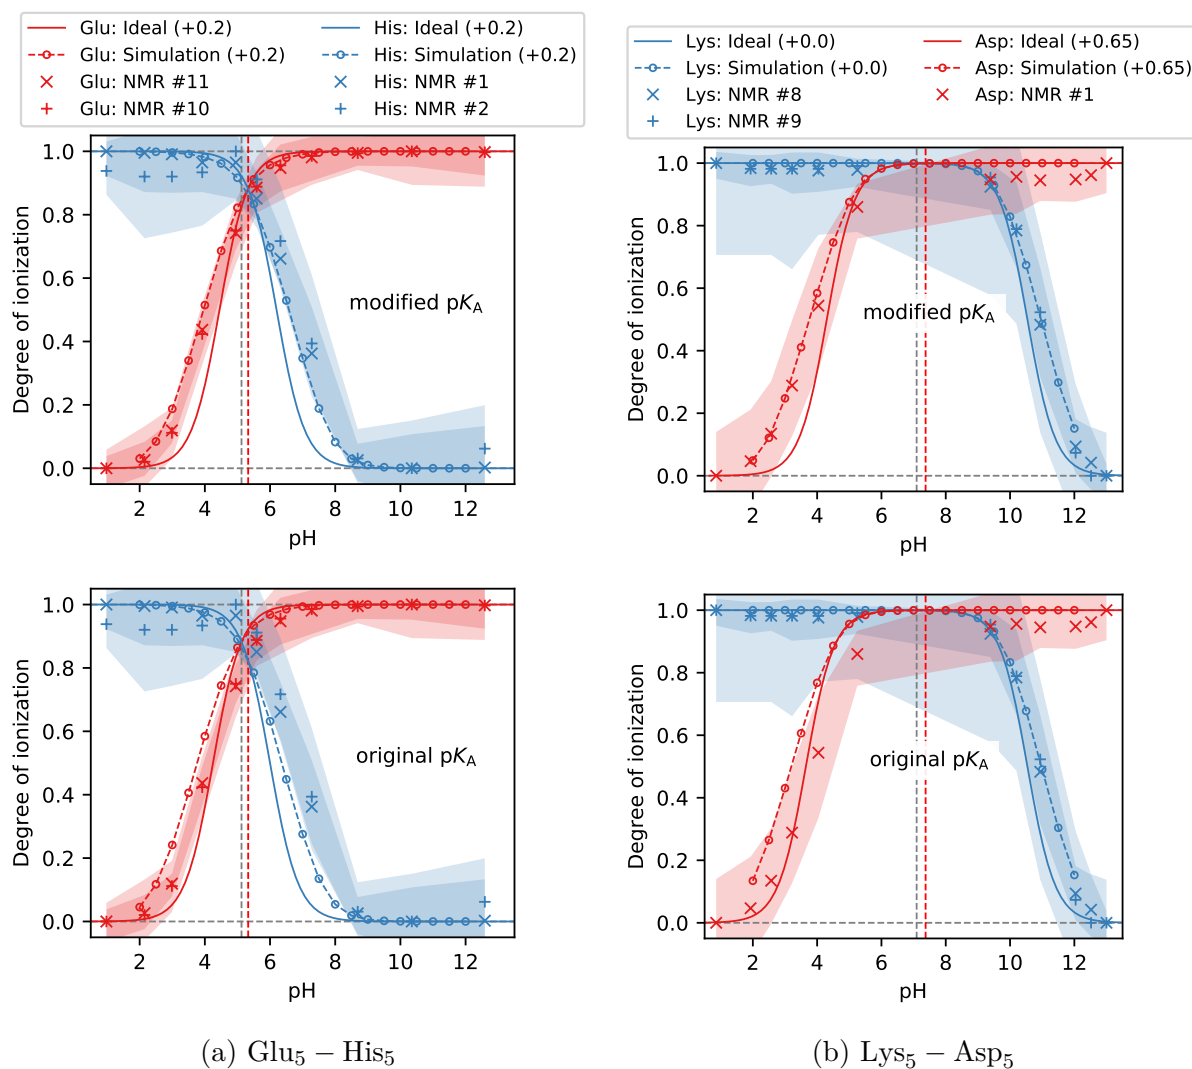 Glu: Ideal (+0.2)
Glu: Simulation (+0.2)
Glu: NMR #11
Glu: NMR #10
His: Ideal (+0.2)
His: Simulation (+0.2)
His: NMR #1
His: NMR #2
1.0
0.8
0.6
0.4
0.2
0.0
Degree of ionization
modified pKA
2 4 6 8 10 12
pH
Lys: Ideal (+0.0)
Lys: Simulation (+0.0)
Lys: NMR #8
Lys: NMR #9
Asp: Ideal (+0.65)
Asp: Simulation (+0.65)
Asp: NMR #1
1.0
0.8
0.6
0.4
0.2
0.0
Degree of ionization
modified pKA
2 4 6 8 10 12
pH
1.0
0.8
0.6
0.4
0.2
0.0
Degree of ionization
original pKA
2 4 6 8 10 12
pH
1.0
0.8
0.6
0.4
0.2
0.0
Degree of ionization
original pKA
2 4 6 8 10 12
pH
(a) Glu5 − His5
(b) Lys5 − Asp5